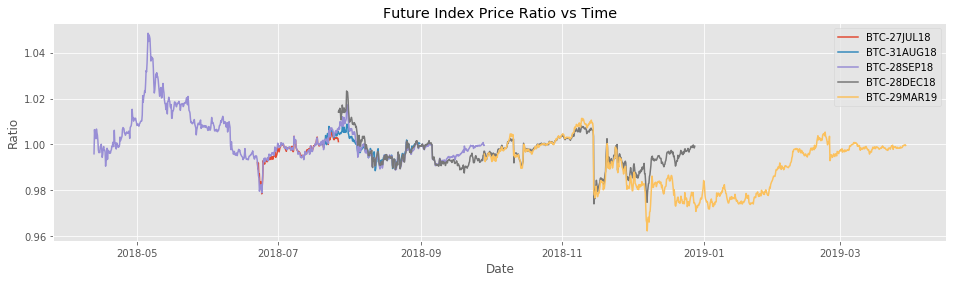 Future Index Price Ratio vs Time
BTC-27JUL18
BTC-31AUG18
BTC-28SEP18
BTC-28DEC18
BTC-29MAR19
Ratio
1.04
1.02
1.00
0.98
0.96
2018-05 2018-07 2018-09 2018-11 2019-01 2019-03
Date